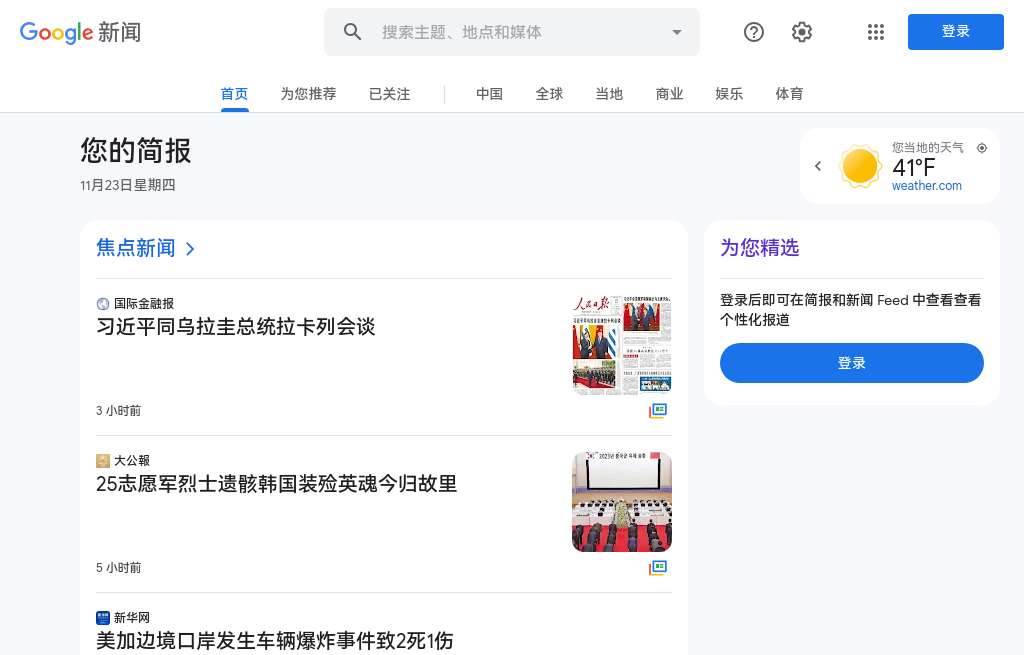 Google 新闻
搜索主题、地点和媒体
登录
首页
为您推荐
已关注
中国
全球
当地
商业
娱乐
体育
您的简报
11月23日星期四
您当地的天气
41°F
weather.com
焦点新闻
国际金融报
习近平同乌拉圭总统拉卡列会谈
人民日报
3 小时前
大公報
25志愿军烈士遗骸韩国装殓英魂今归故里
5 小时前
新华网
美加边境口岸发生车辆爆炸事件致2死1伤
为您精选
登录后即可在简报和新闻 Feed 中查看查看
个性化报道
登录